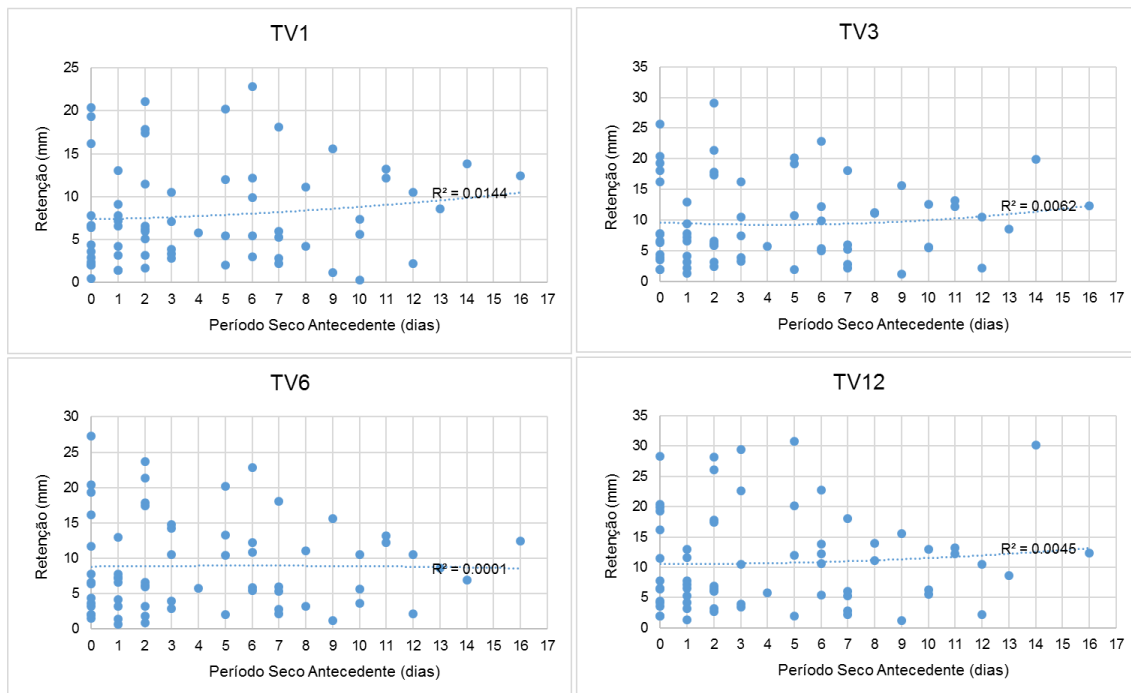 TV1
25
20
15
10
5
0
Retenção (mm)
R² = 0.0144
0 1 2 3 4 5 6 7 8 9 10 11 12 13 14 15 16 17
Período Seco Antecedente (dias)
TV3
35
30
25
20
15
10
5
0
Retenção (mm)
R² = 0.0062
0 1 2 3 4 5 6 7 8 9 10 11 12 13 14 15 16 17
Período Seco Antecedente (dias)
TV6
30
25
20
15
10
5
0
Retenção (mm)
R² = 0.0001
0 1 2 3 4 5 6 7 8 9 10 11 12 13 14 15 16 17
Período Seco Antecedente (dias)
TV12
35
30
25
20
15
10
5
0
Retenção (mm)
R² = 0.0045
0 1 2 3 4 5 6 7 8 9 10 11 12 13 14 15 16 17
Período Seco Antecedente (dias)